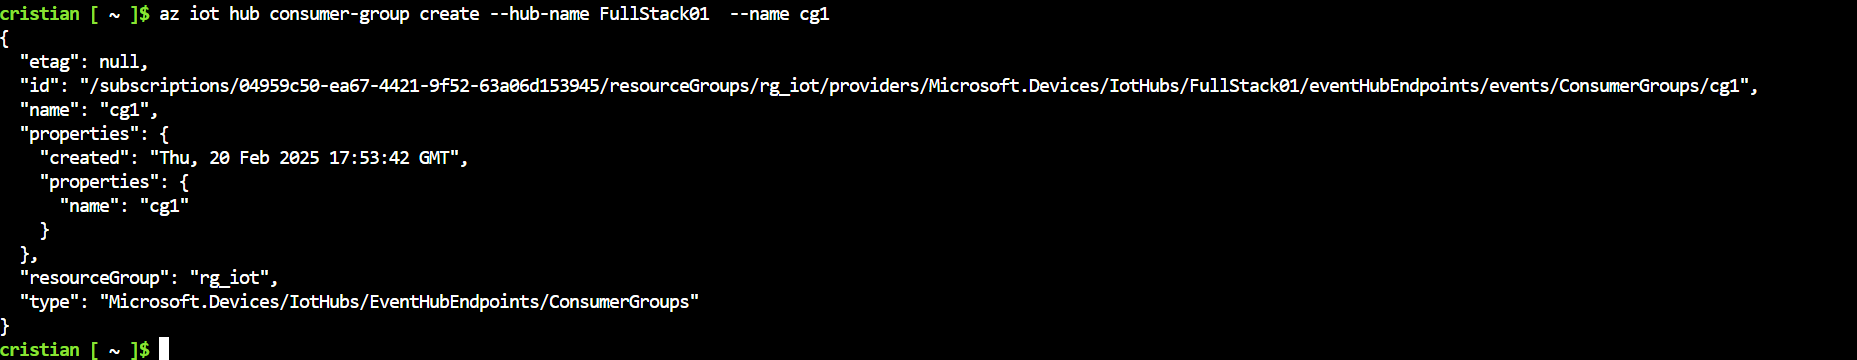 cristian [ ~ ]$ az iot hub consumer-group create --hub-name FullStack01  --name cg1
{
  "etag": null,
  "id": "/subscriptions/04959c50-ea67-4421-9f52-63a06d153945/resourceGroups/rg_iot/providers/Microsoft.Devices/IotHubs/FullStack01/eventHubEndpoints/events/ConsumerGroups/cg1",
  "name": "cg1",
  "properties": {
    "created": "Thu, 20 Feb 2025 17:53:42 GMT",
    "properties": {
      "name": "cg1"
    }
  },
  "resourceGroup": "rg_iot",
  "type": "Microsoft.Devices/IotHubs/EventHubEndpoints/ConsumerGroups"
}
cristian [ ~ ]$